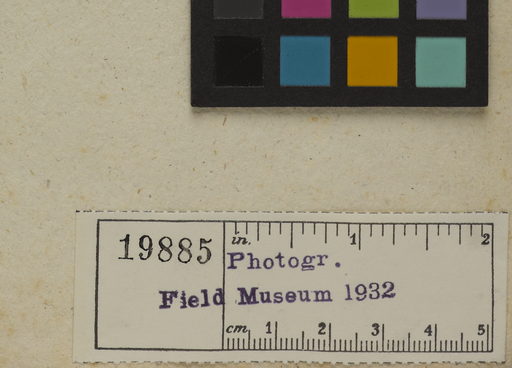 19885
in. 1 2
Photogr.
Field Museum 1932
cm 1 2 3 4 5